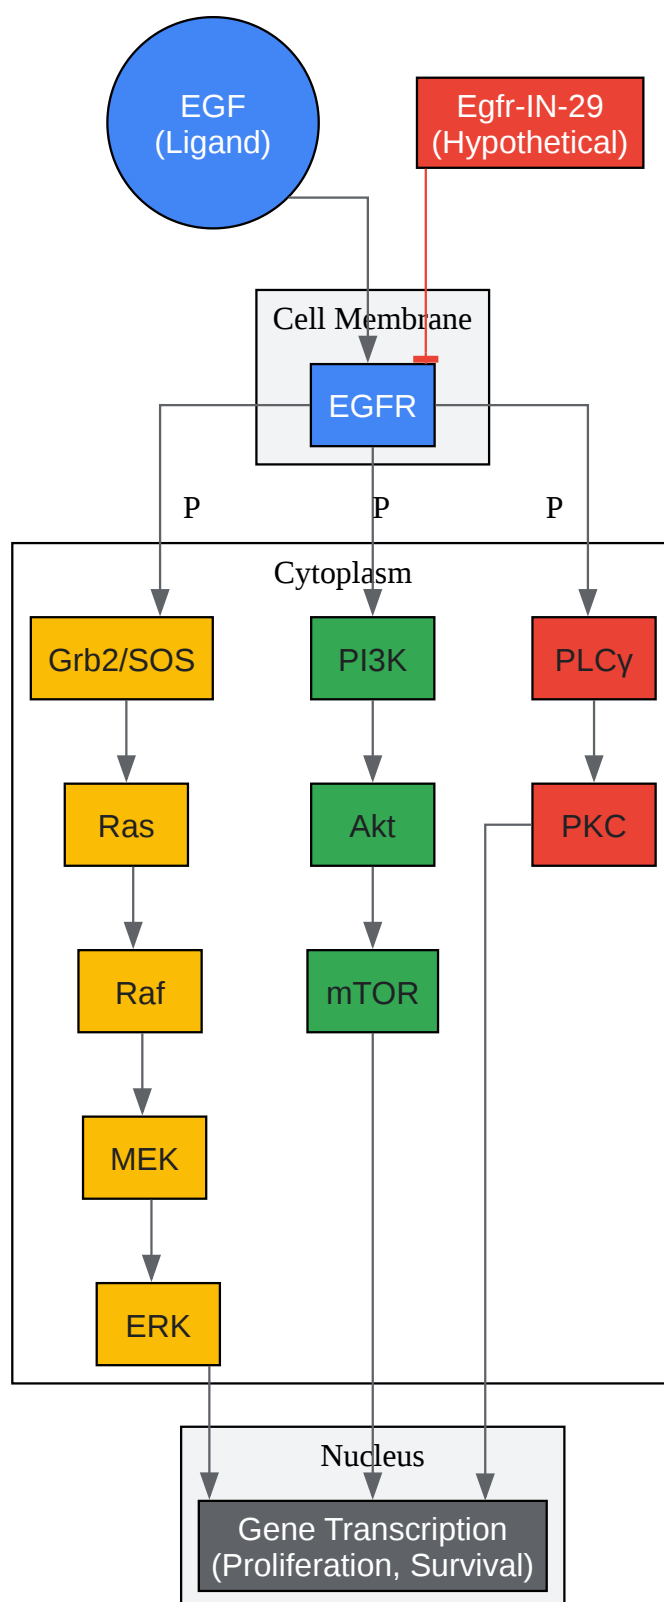 EGF
(Ligand)
Egfr-IN-29
(Hypothetical)
Cell Membrane
EGFR
P
P
P
Cytoplasm
Grb2/SOS
PI3K
PLCγ
Ras
Akt
PKC
Raf
mTOR
MEK
ERK
Nucleus
Gene Transcription
(Proliferation, Survival)